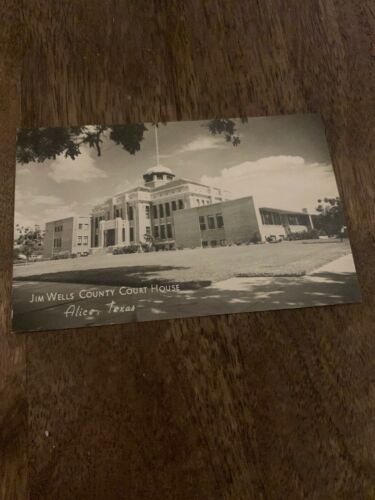 JIM WELLS COUNTY COURT HOUSE
Alice, Texas